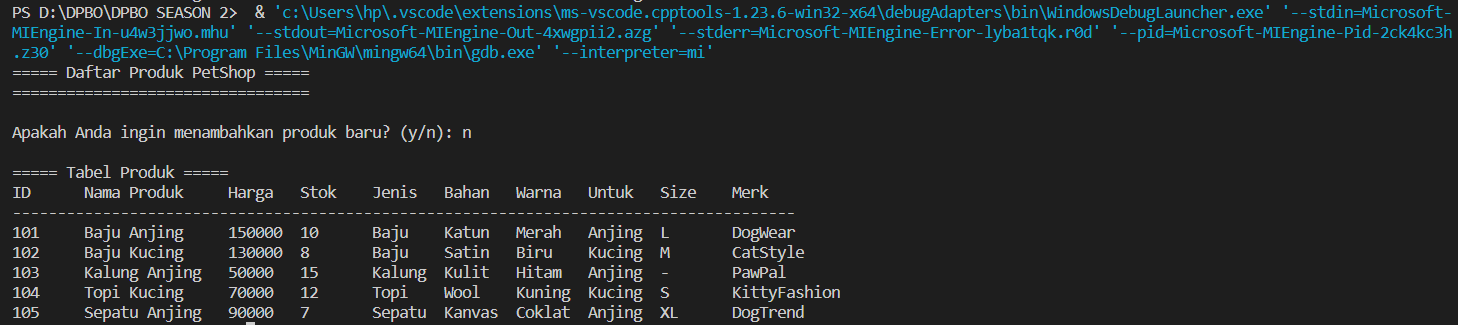 PS D:\DPBO\DPBO SEASON 2>  & 'c:\Users\hp\.vscode\extensions\ms-vscode.cpptools-1.23.6-win32-x64\debugAdapters\bin\WindowsDebugLauncher.exe' '--stdin=Microsoft-
MIEngine-In-u4w3jjwo.mhu' '--stdout=Microsoft-MIEngine-Out-4xwgpii2.azg' '--stderr=Microsoft-MIEngine-Error-lyba1tqk.r0d' '--pid=Microsoft-MIEngine-Pid-2ck4kc3h
.z30' '--dbgExe=C:\Program Files\MinGW\mingw64\bin\gdb.exe' '--interpreter=mi'
===== Daftar Produk PetShop =====
=================================
Apakah Anda ingin menambahkan produk baru? (y/n): n
===== Tabel Produk =====
ID      Nama Produk     Harga   Stok    Jenis   Bahan   Warna   Untuk   Size    Merk
---------------------------------------------------------------------------------------
101     Baju Anjing     150000  10      Baju    Katun   Merah   Anjing  L       DogWear
102     Baju Kucing     130000  8       Baju    Satin   Biru    Kucing  M       CatStyle
103     Kalung Anjing   50000   15      Kalung  Kulit   Hitam   Anjing  -       PawPal
104     Topi Kucing     70000   12      Topi    Wool    Kuning  Kucing  S       KittyFashion
105     Sepatu Anjing   90000   7       Sepatu  Kanvas  Coklat  Anjing  XL      DogTrend